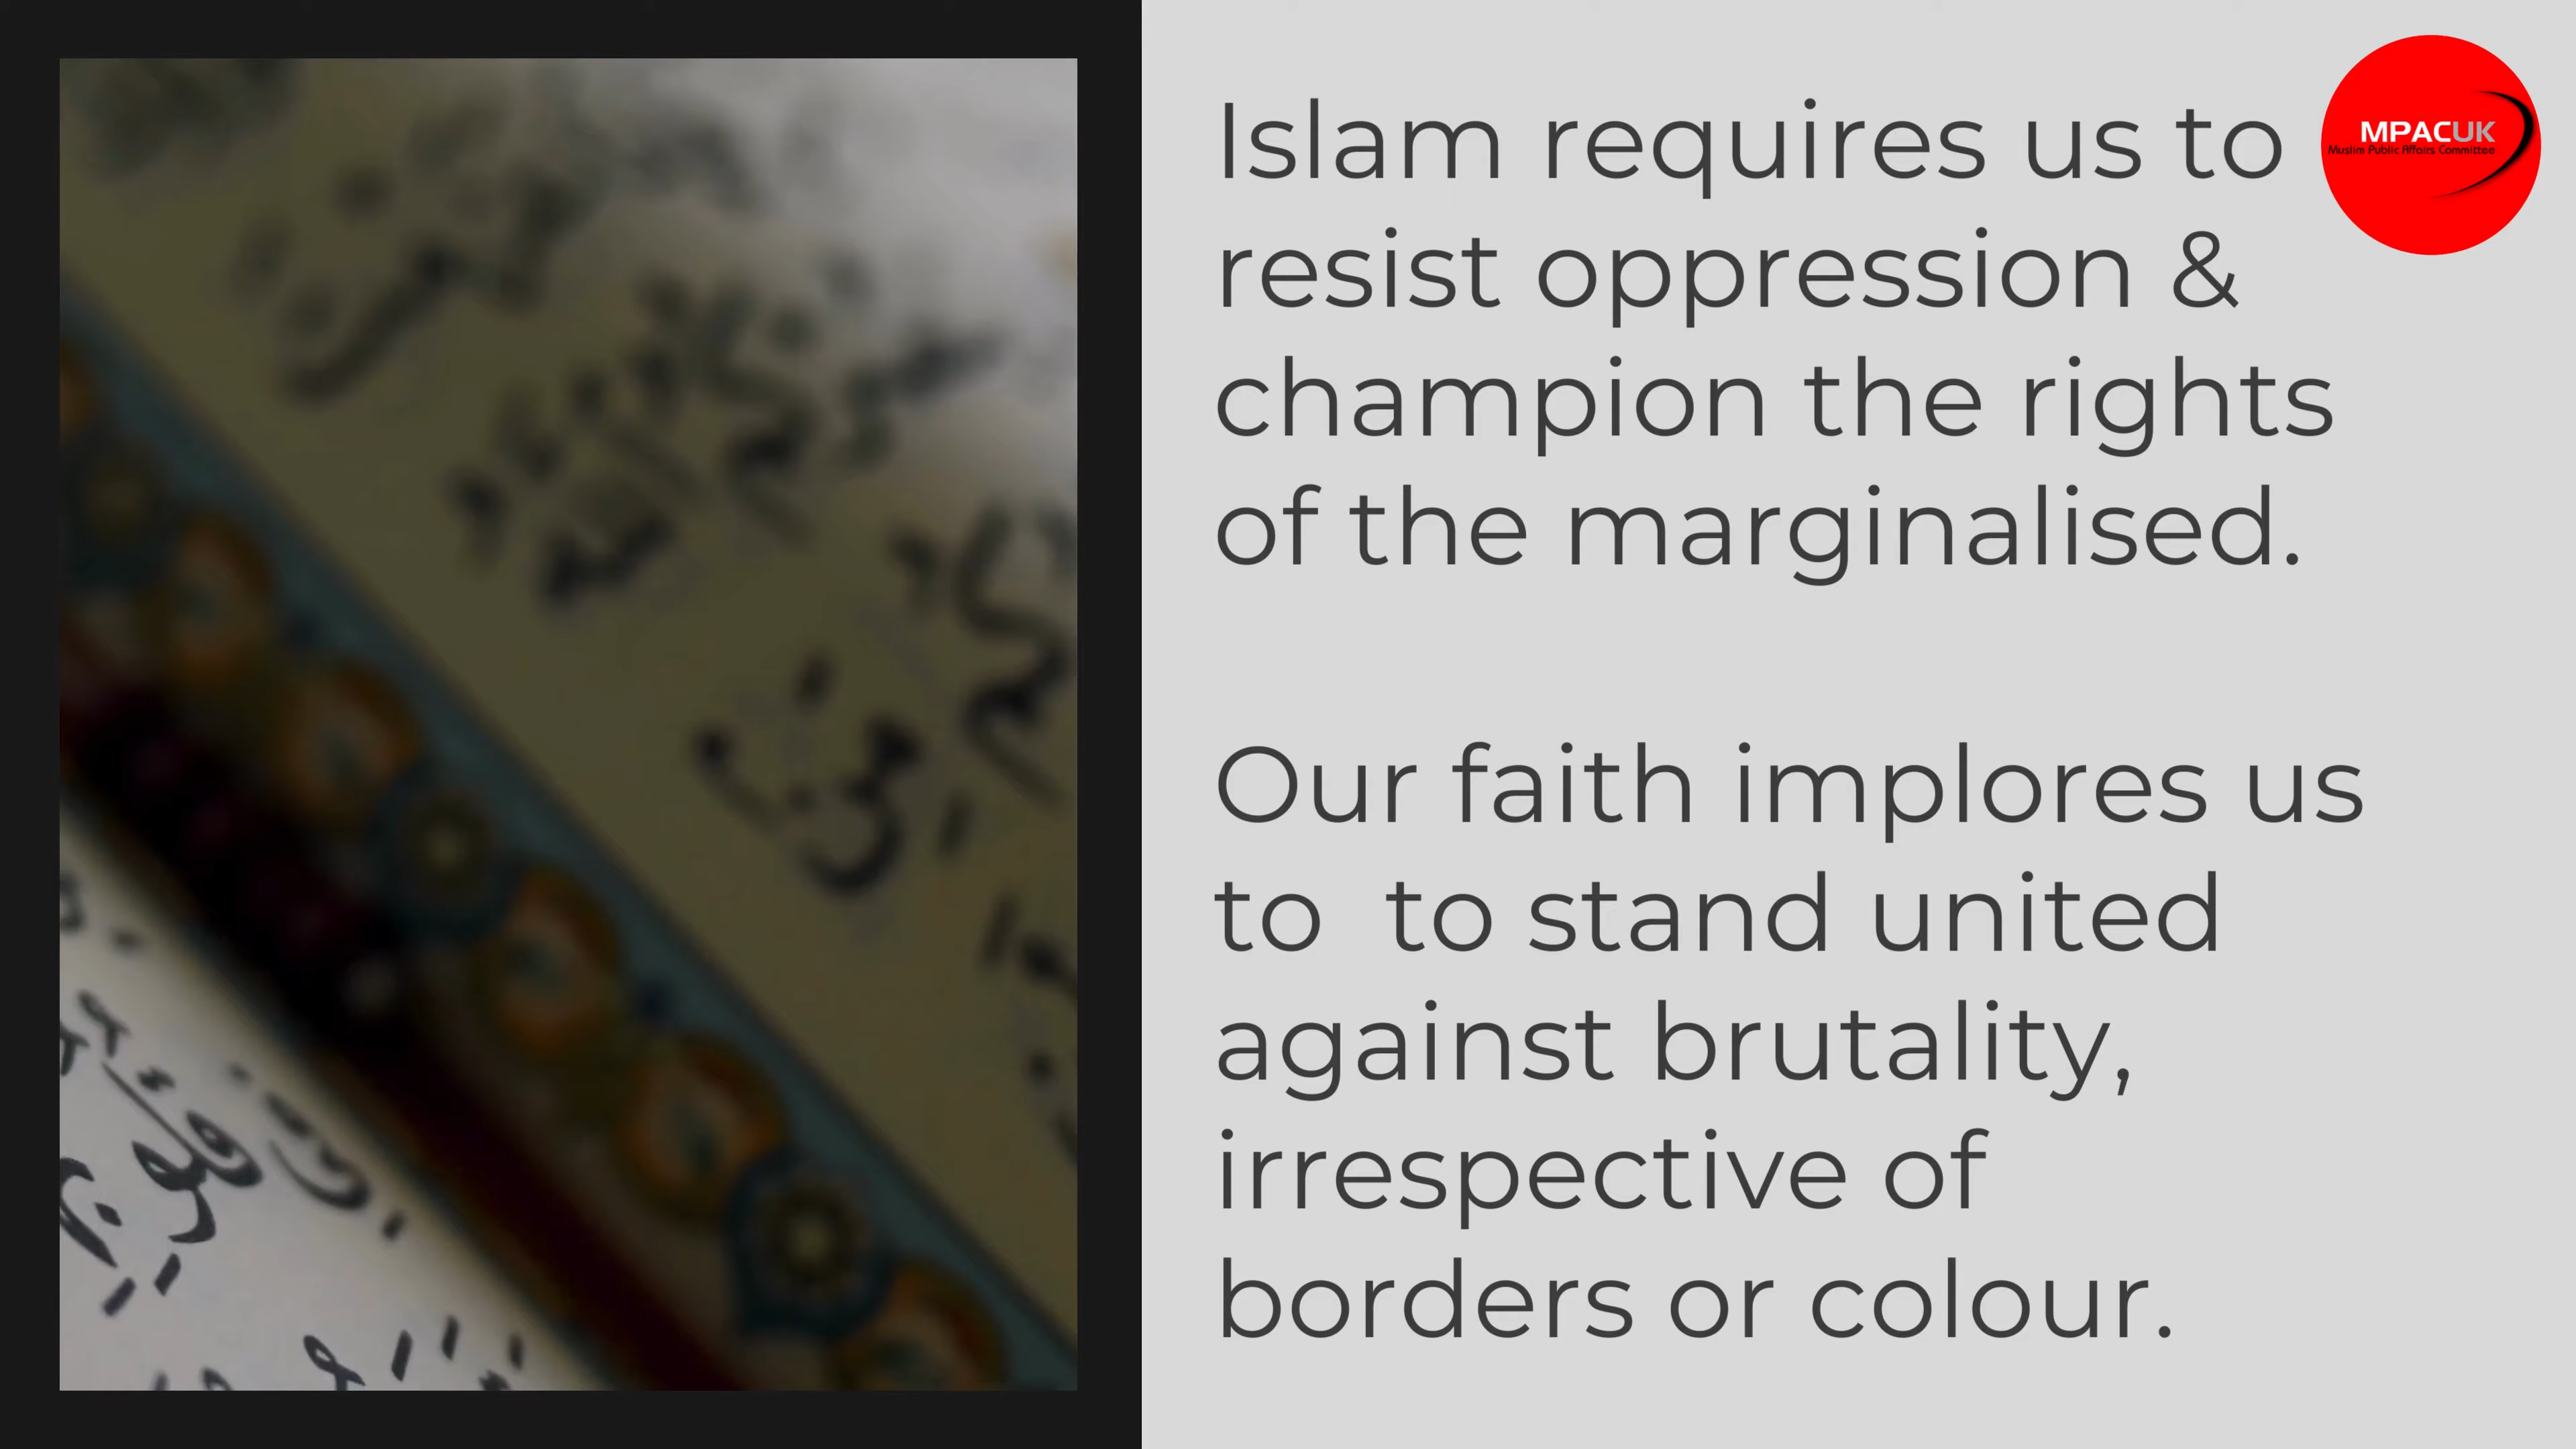 Islam requires us to
resist oppression &
champion the rights
of the marginalised.
Our faith implores us
to  to stand united
against brutality,
irrespective of
borders or colour.
MPACUK
Muslim Public Affairs Committee